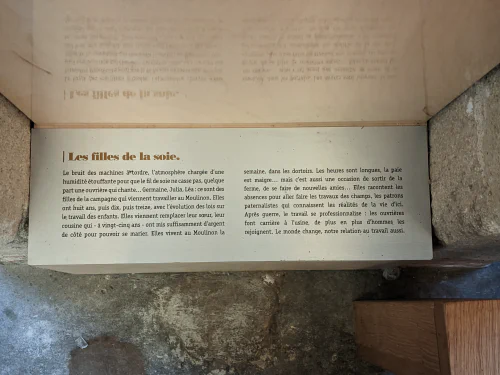 Les filles de la soie.
Le bruit des machines à tordre, l'atmosphère chargée d'une
humidité étouffante pour que le fil de soie ne casse pas, quelque
part une ouvrière qui chante... Germaine, Julia, Léa : ce sont des
filles de la campagne qui viennent travailler au Moulinon. Elles
ont huit ans, puis dix, puis treize, avec l'évolution des lois sur
le travail des enfants. Elles viennent remplacer leur sœur, leur
cousine qui - à vingt-cinq ans - ont mis suffisamment d'argent
de côté pour pouvoir se marier. Elles vivent au Moulinon la
semaine, dans les dortoirs. Les heures sont longues, la paie
est maigre... mais c'est aussi une occasion de sortir de la
ferme, de se faire de nouvelles amies... Elles racontent les
absences pour aller faire les travaux des champs, les patrons
paternalistes qui connaissent les réalités de la vie d'ici.
Après guerre, le travail se professionnalise : les ouvrières
font carrière à l'usine, de plus en plus d'hommes les
rejoignent. Le monde change, notre relation au travail aussi.